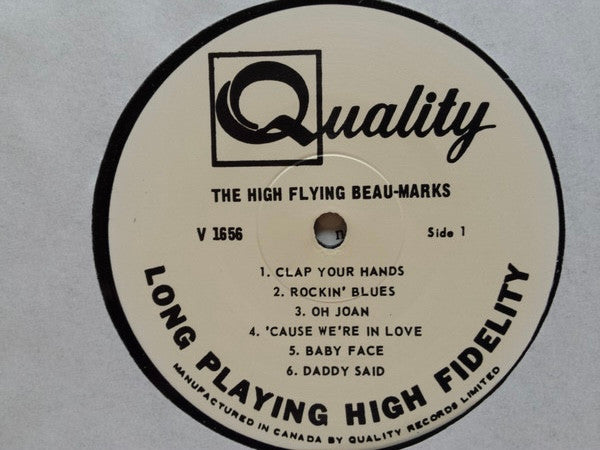 Quality
THE HIGH FLYING BEAU-MARKS
V 1656
Side 1
1. CLAP YOUR HANDS
2. ROCKIN' BLUES
3. OH JOAN
4. 'CAUSE WE'RE IN LOVE
5. BABY FACE
6. DADDY SAID
LONG PLAYING HIGH FIDELITY
MANUFACTURED IN CANADA BY QUALITY RECORDS LIMITED